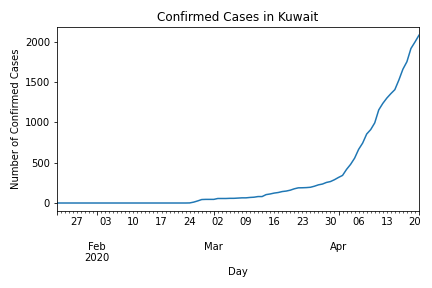 Confirmed Cases in Kuwait
Number of Confirmed Cases
2000
1500
1000
500
0
27 03 10 17 24 02 09 16 23 30 06 13 20
Feb Mar Apr
2020
Day